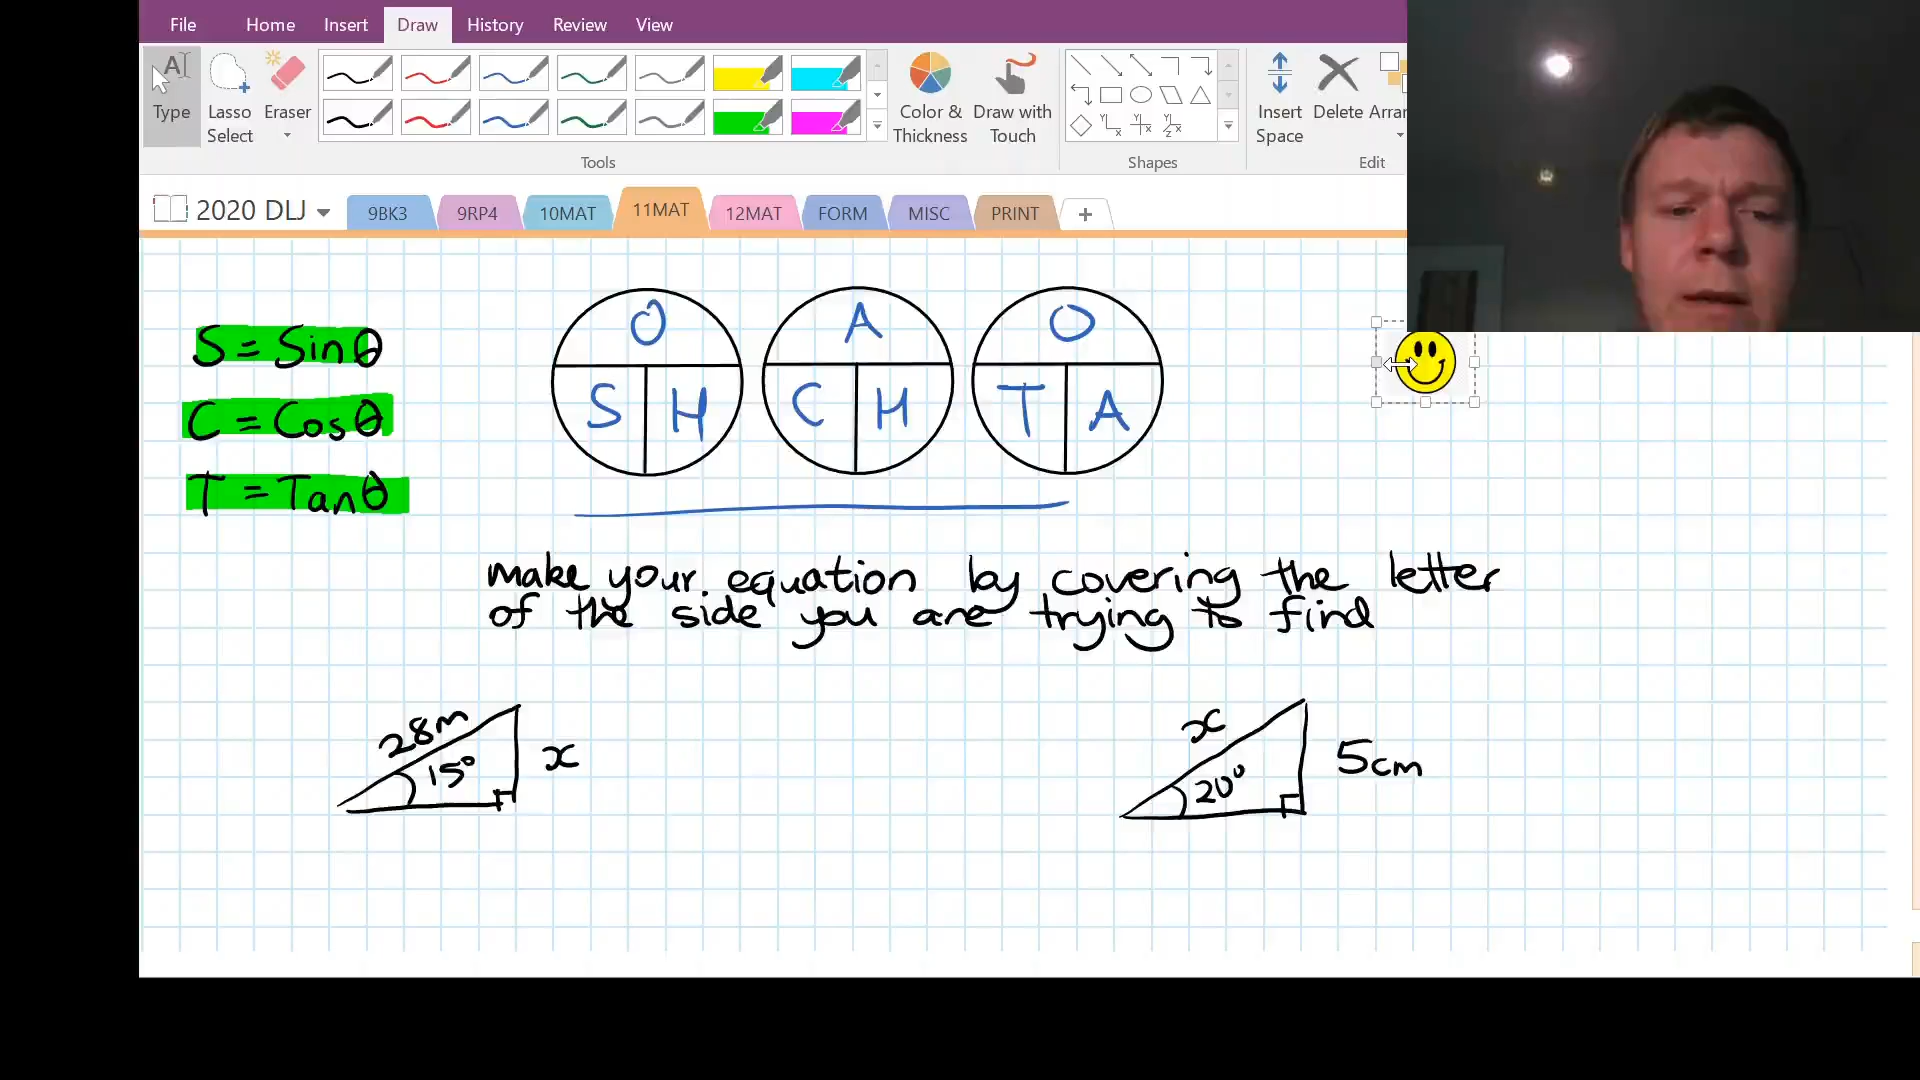 File Home Insert Draw History Review View
Type
Lasso Select
Eraser
Color & Thickness
Draw with Touch
Insert Space
Delete
Arran
Tools
Shapes
Edit
2020 DLJ 9BK3 9RP4 10MAT 11MAT 12MAT FORM MISC PRINT +
S = Sinθ
C = Cosθ
T = Tanθ
O
S H
A
C H
O
T A
make your equation by covering the letter
of the side you are trying to find
28m
15°
x
x
20°
5cm